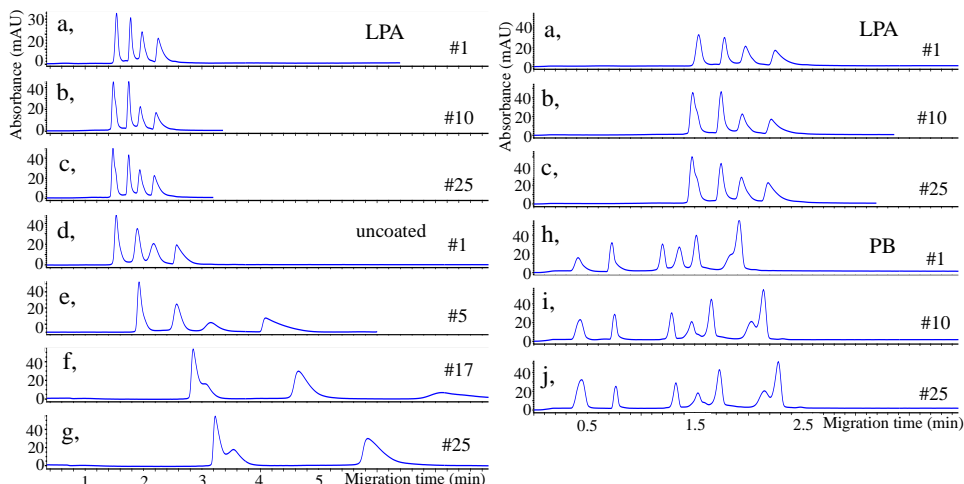 Absorbance (mAU)
30
20
0
a,
LPA
#1
40
20
0
b,
#10
40
20
0
c,
#25
40
20
0
d,
uncoated
#1
40
20
0
e,
#5
40
20
0
f,
#17
40
20
0
g,
#25
1 2 3 4 5 Migration time (min)
Absorbance (mAU)
40
20
0
a,
LPA
#1
40
20
0
b,
#10
40
20
0
c,
#25
40
20
0
h,
PB
#1
40
20
0
i,
#10
40
20
0
j,
#25
0.5 1.5 2.5 Migration time (min)